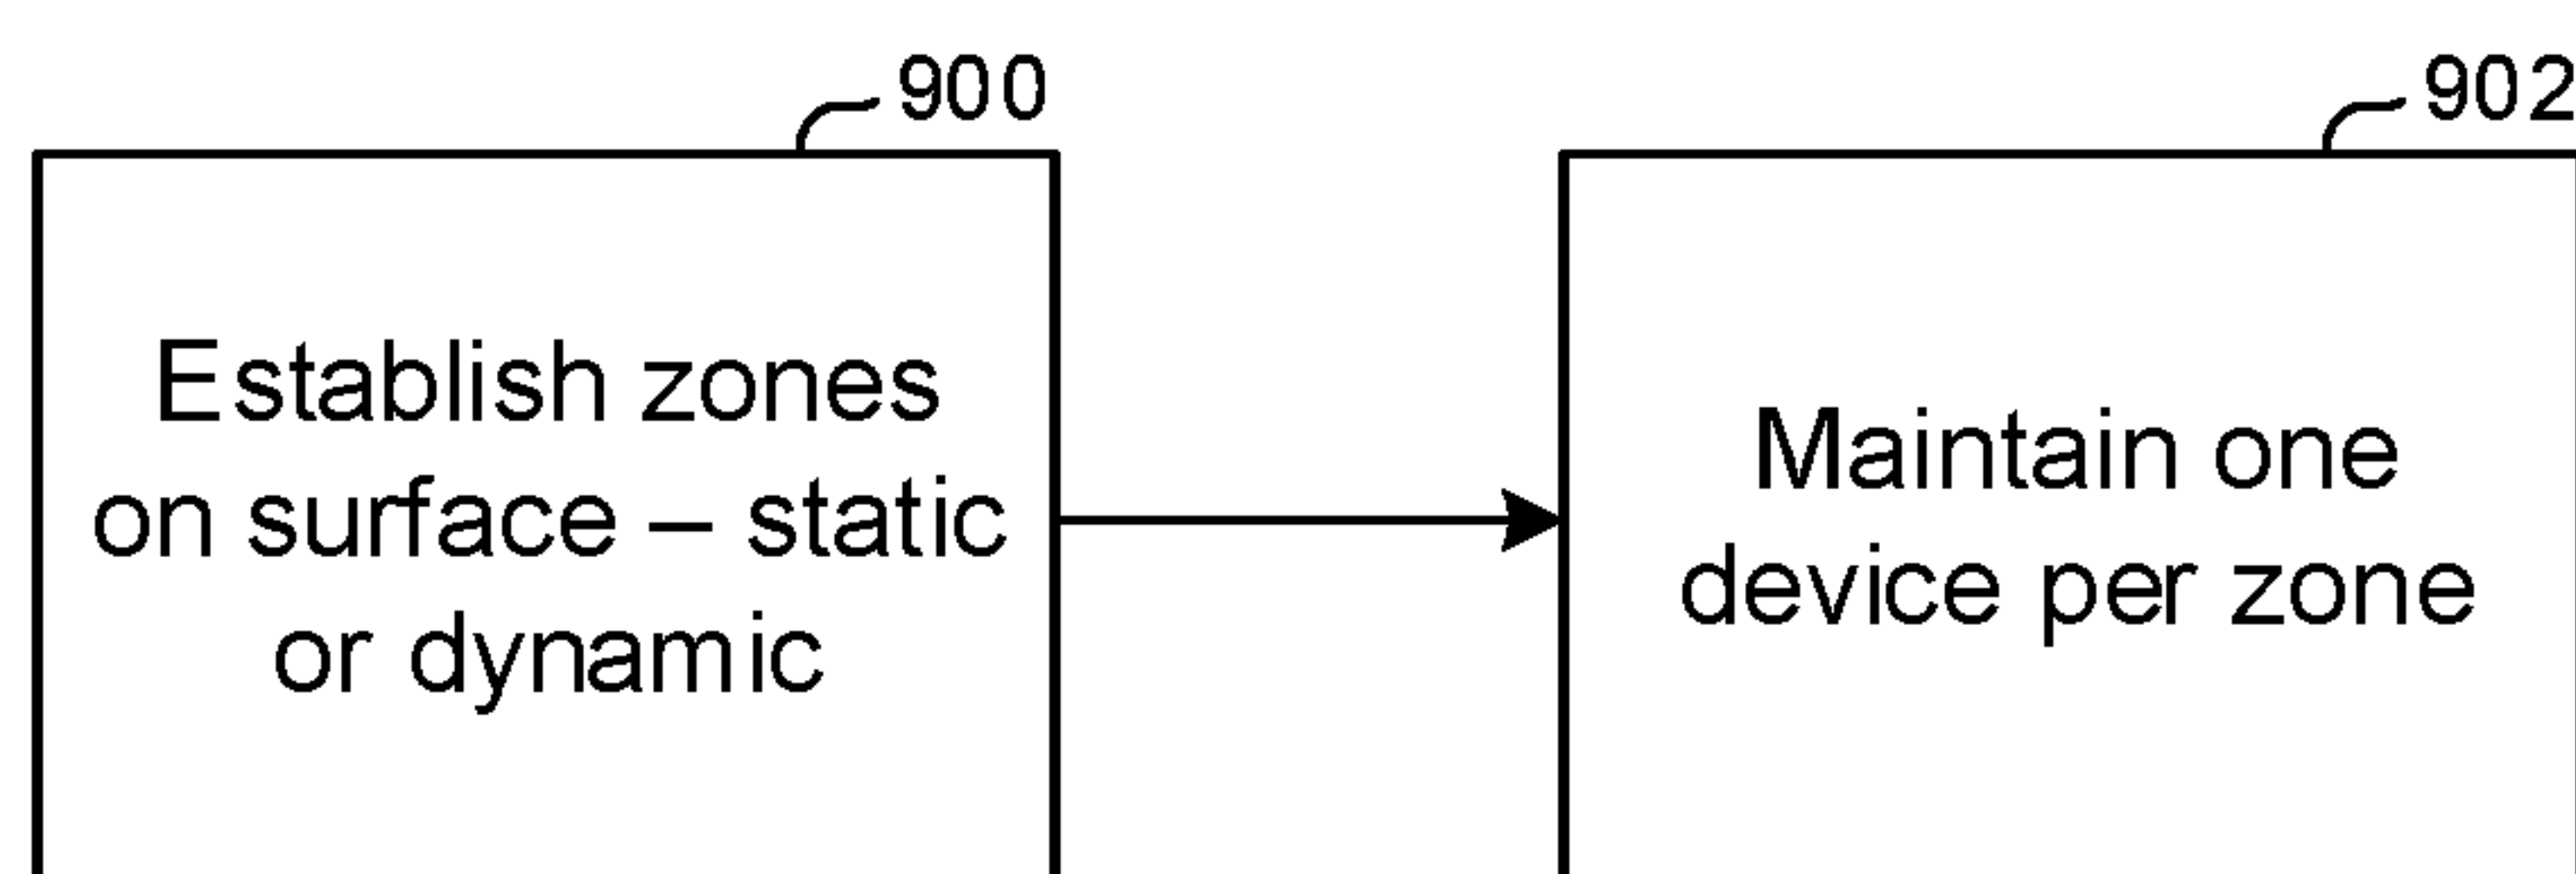 900
Establish zones
on surface – static
or dynamic
902
Maintain one
device per zone